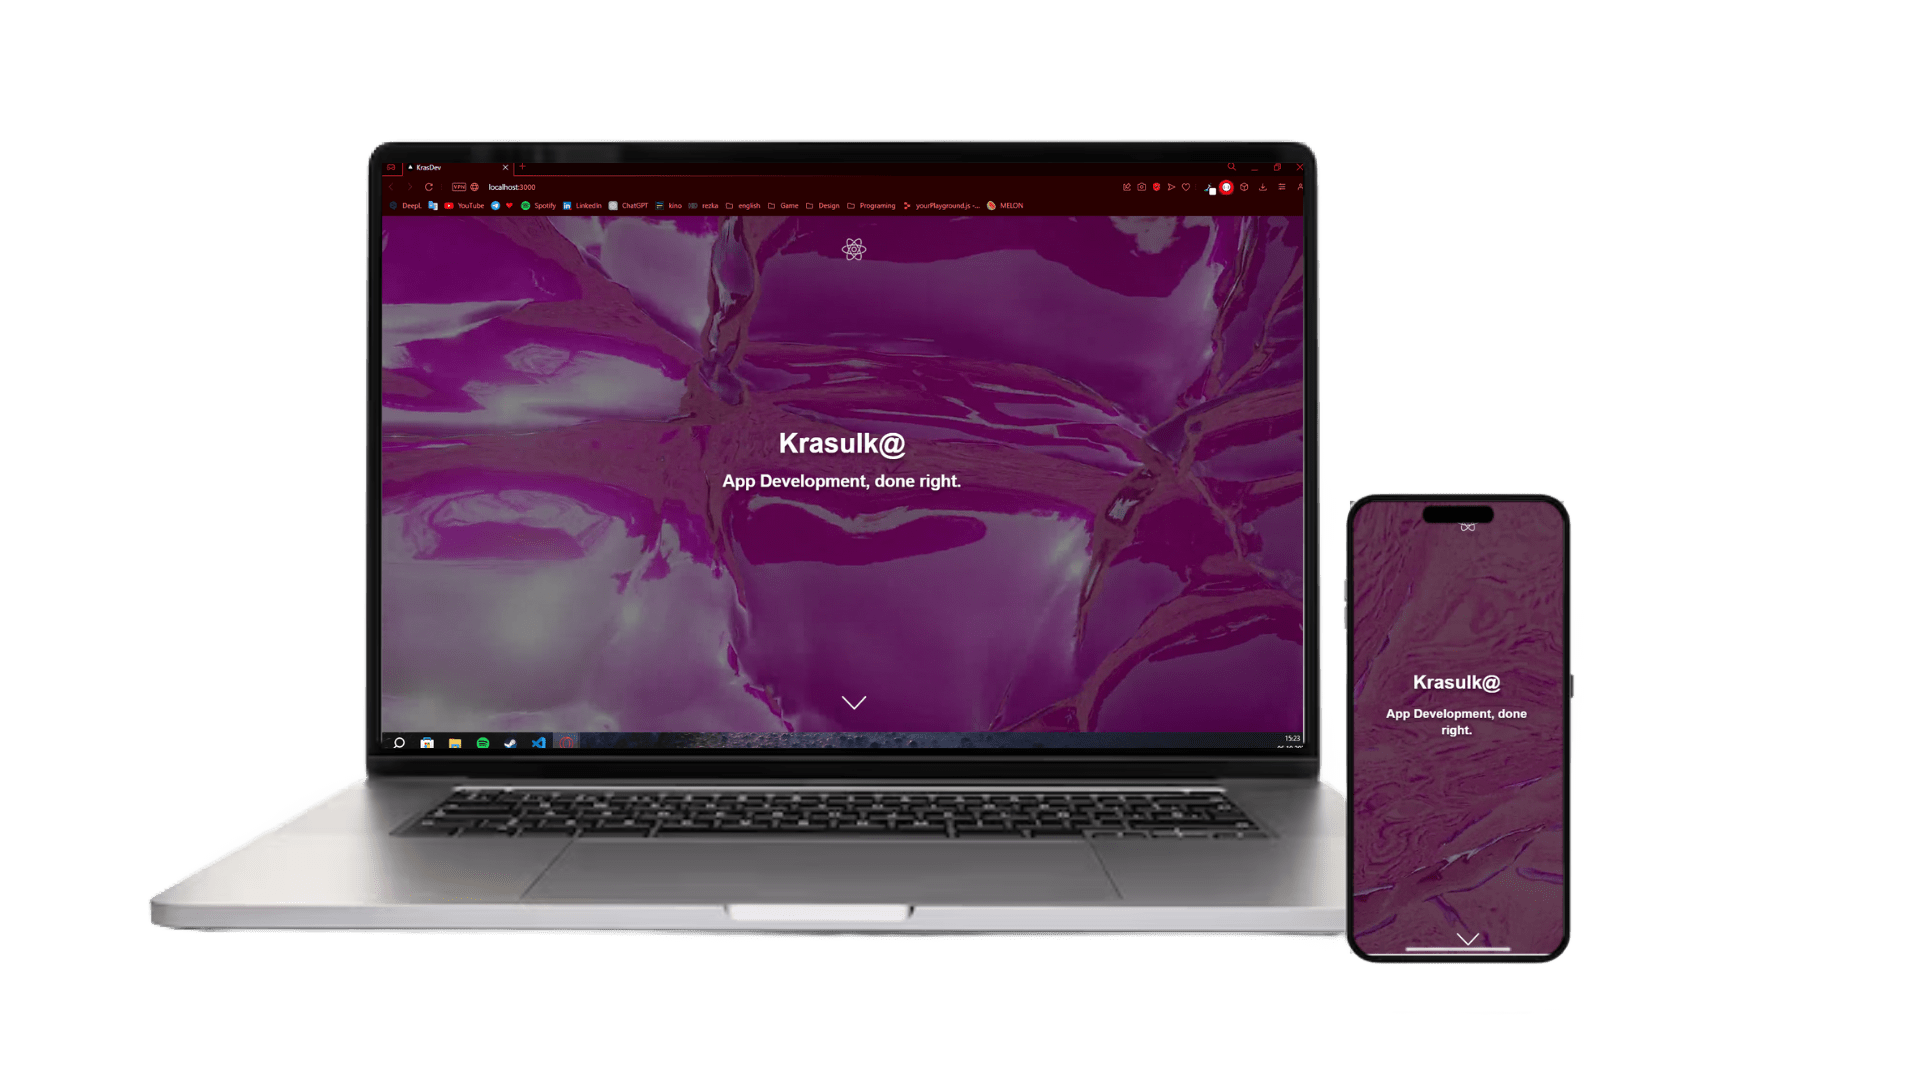 KrasDev
VPN localhost:3000
DeepL YouTube Spotify LinkedIn ChatGPT kino rezka english Game Design Programing yourPlayground.js -... MELON
Krasulk@
App Development, done right.
15:23
Krasulk@
App Development, done
right.